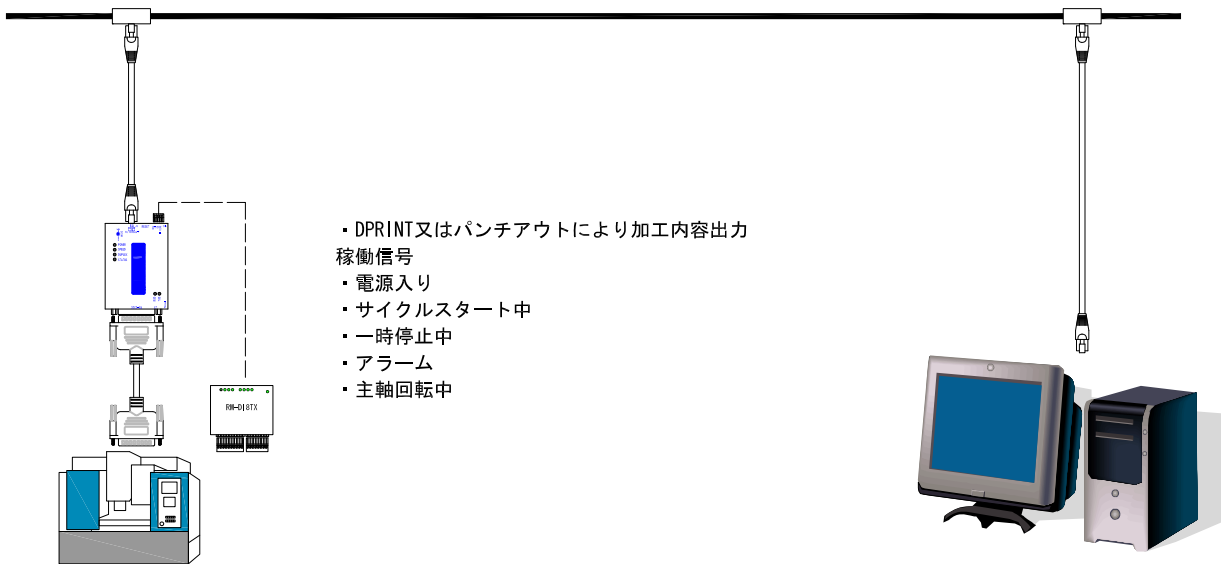 ・DPRINT又はパンチアウトにより加工内容出力
稼働信号
・電源入り
・サイクルスタート中
・一時停止中
・アラーム
・主軸回転中
RM-DI8TX